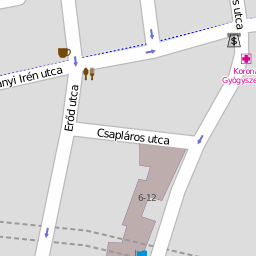 s utca
$
Korona
Gyógysze
ányi Irén utca
Erőd utca
Csapláros utca
6-12